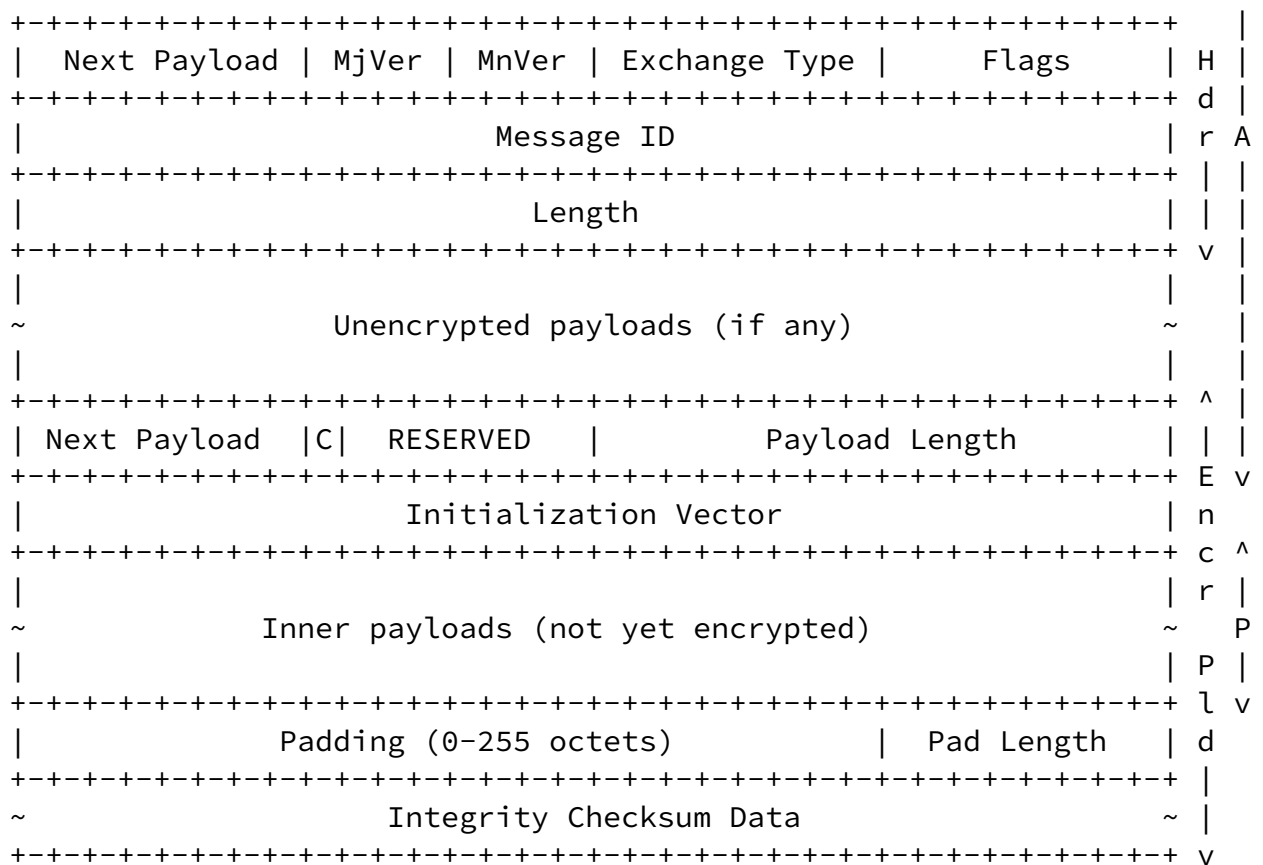 +-+-+-+-+-+-+-+-+-+-+-+-+-+-+-+-+-+-+-+-+-+-+-+-+-+-+-+-+-+-+-+-+   |
|  Next Payload | MjVer | MnVer | Exchange Type |     Flags     | H |
+-+-+-+-+-+-+-+-+-+-+-+-+-+-+-+-+-+-+-+-+-+-+-+-+-+-+-+-+-+-+-+-+ d |
|                          Message ID                           | r A
+-+-+-+-+-+-+-+-+-+-+-+-+-+-+-+-+-+-+-+-+-+-+-+-+-+-+-+-+-+-+-+-+ | |
|                            Length                             | | |
+-+-+-+-+-+-+-+-+-+-+-+-+-+-+-+-+-+-+-+-+-+-+-+-+-+-+-+-+-+-+-+-+ v |
|                                                               |   |
~                 Unencrypted payloads (if any)                 ~   |
|                                                               |   |
+-+-+-+-+-+-+-+-+-+-+-+-+-+-+-+-+-+-+-+-+-+-+-+-+-+-+-+-+-+-+-+-+ ^ |
| Next Payload  |C|  RESERVED   |         Payload Length        | | |
+-+-+-+-+-+-+-+-+-+-+-+-+-+-+-+-+-+-+-+-+-+-+-+-+-+-+-+-+-+-+-+-+ E v
|                     Initialization Vector                     | n
+-+-+-+-+-+-+-+-+-+-+-+-+-+-+-+-+-+-+-+-+-+-+-+-+-+-+-+-+-+-+-+-+ c ^
|                                                               | r |
~             Inner payloads (not yet encrypted)                ~   P
|                                                               | P |
+-+-+-+-+-+-+-+-+-+-+-+-+-+-+-+-+-+-+-+-+-+-+-+-+-+-+-+-+-+-+-+-+ l v
|              Padding (0-255 octets)           |  Pad Length   | d
+-+-+-+-+-+-+-+-+-+-+-+-+-+-+-+-+-+-+-+-+-+-+-+-+-+-+-+-+-+-+-+-+ |
~                    Integrity Checksum Data                    ~ |
+-+-+-+-+-+-+-+-+-+-+-+-+-+-+-+-+-+-+-+-+-+-+-+-+-+-+-+-+-+-+-+-+ v